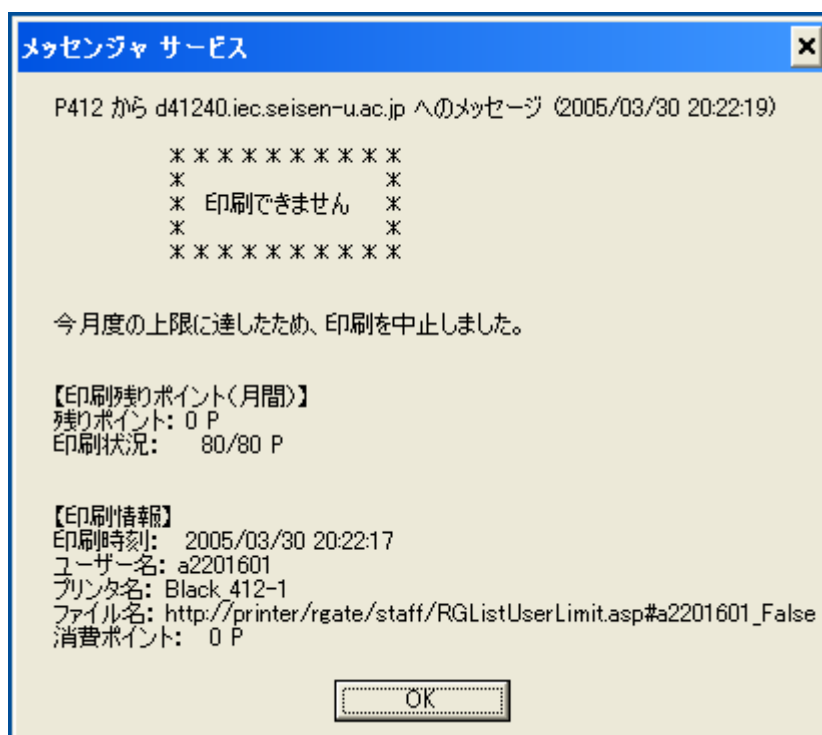 メッセンジャ サービス
P412 から d41240.iec.seisen-u.ac.jp へのメッセージ (2005/03/30 20:22:19)
* * * * * * * * * *
* *
* 印刷できません *
* *
* * * * * * * * * *
今月度の上限に達したため、印刷を中止しました。
【印刷残りポイント(月間)】
残りポイント: 0 P
印刷状況: 80/80 P
【印刷情報】
印刷時刻: 2005/03/30 20:22:17
ユーザー名: a2201601
プリンタ名: Black_412-1
ファイル名: http://printer/rgate/staff/RGListUserLimit.asp#a2201601_False
消費ポイント: 0 P
OK